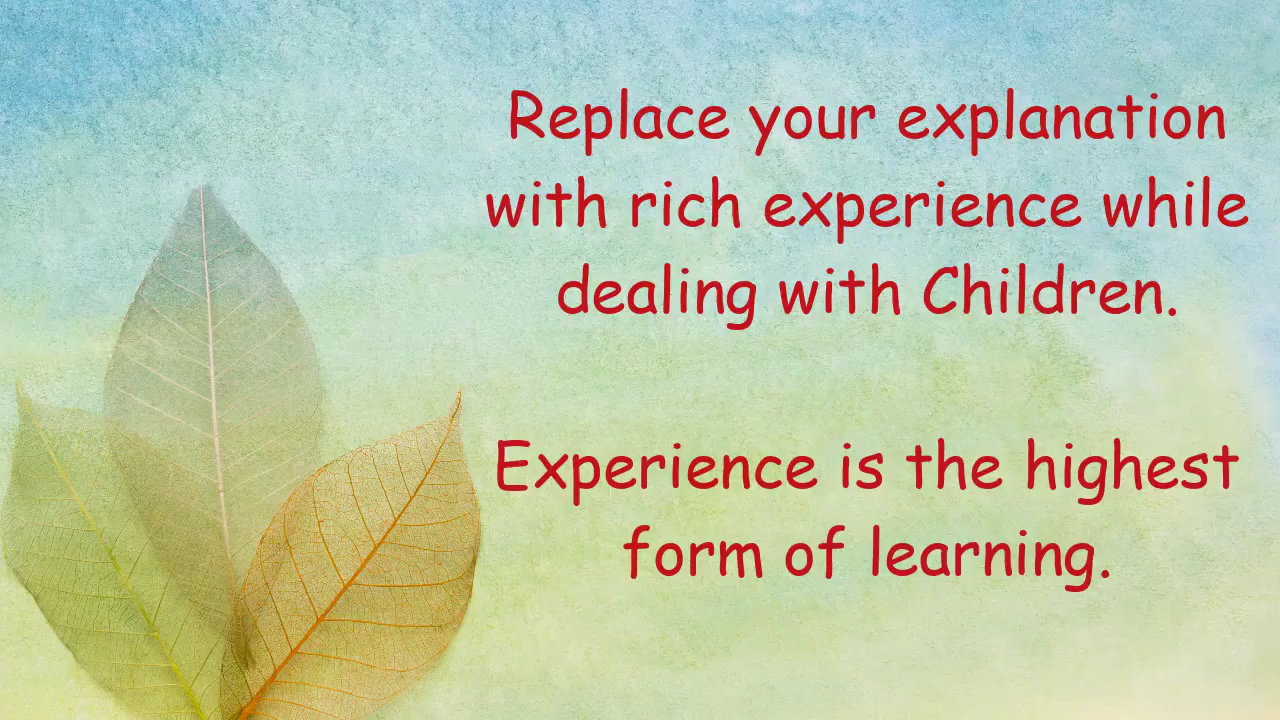 Replace your explanation
with rich experience while
dealing with Children.
Experience is the highest
form of learning.